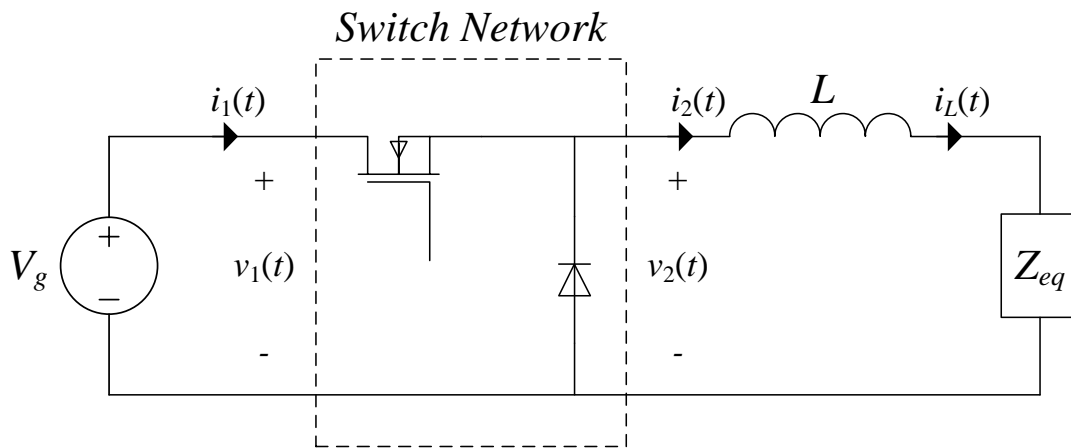 Switch Network
i1(t)
i2(t)
L
iL(t)
+
+
+
Vg
v1(t)
v2(t)
Zeq
−
-
-